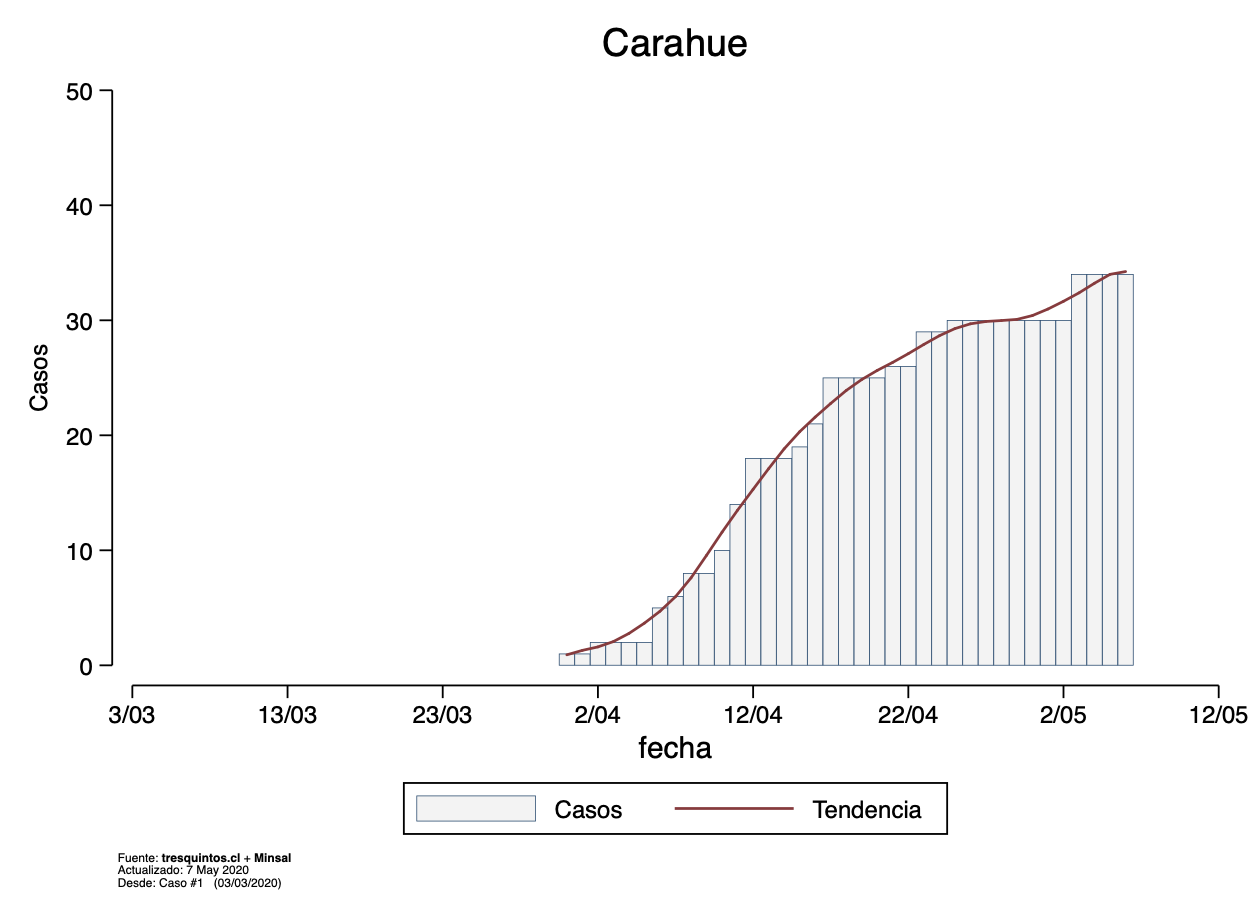 Carahue
50
40
30
20
10
0
Casos
3/03
13/03
23/03
2/04
12/04
22/04
2/05
12/05
fecha
Casos
Tendencia
Fuente: tresquintos.cl + Minsal
Actualizado: 7 May 2020
Desde: Caso #1 (03/03/2020)